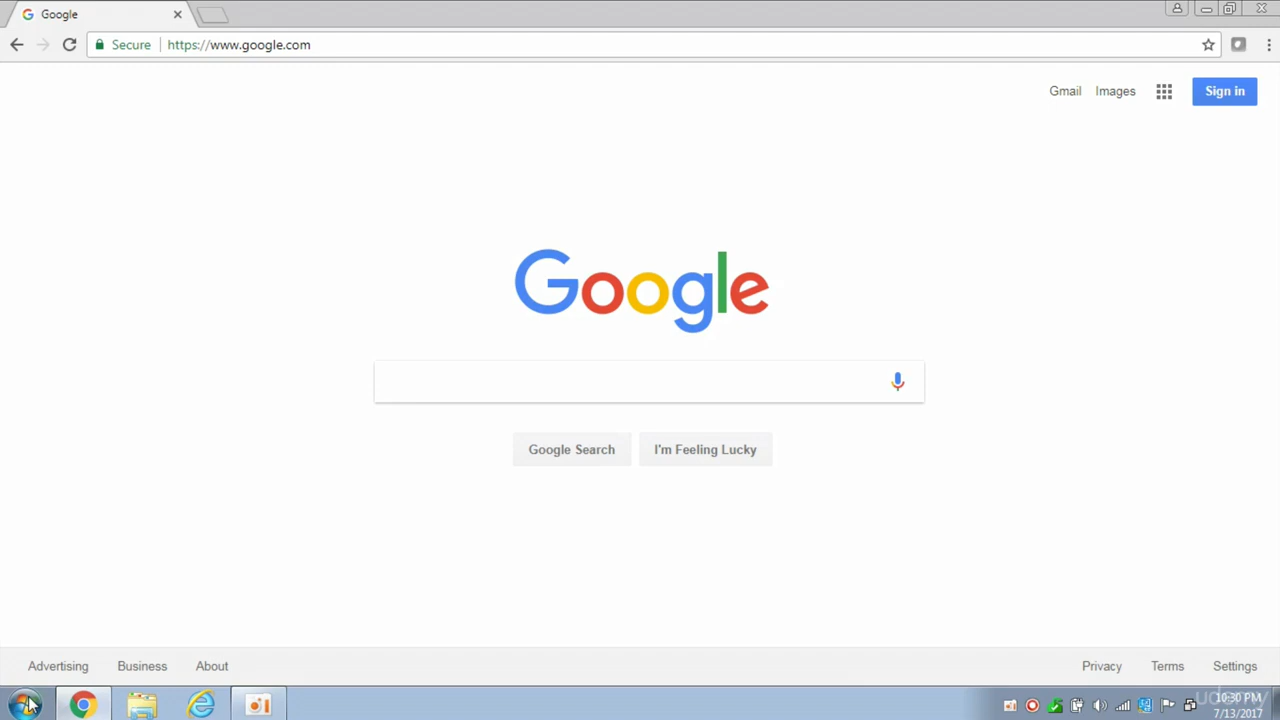 Google
Secure https://www.google.com
Gmail Images Sign in
Google
Google Search I'm Feeling Lucky
Advertising Business About Privacy Terms Settings
udemy
10:30 PM
7/13/2017